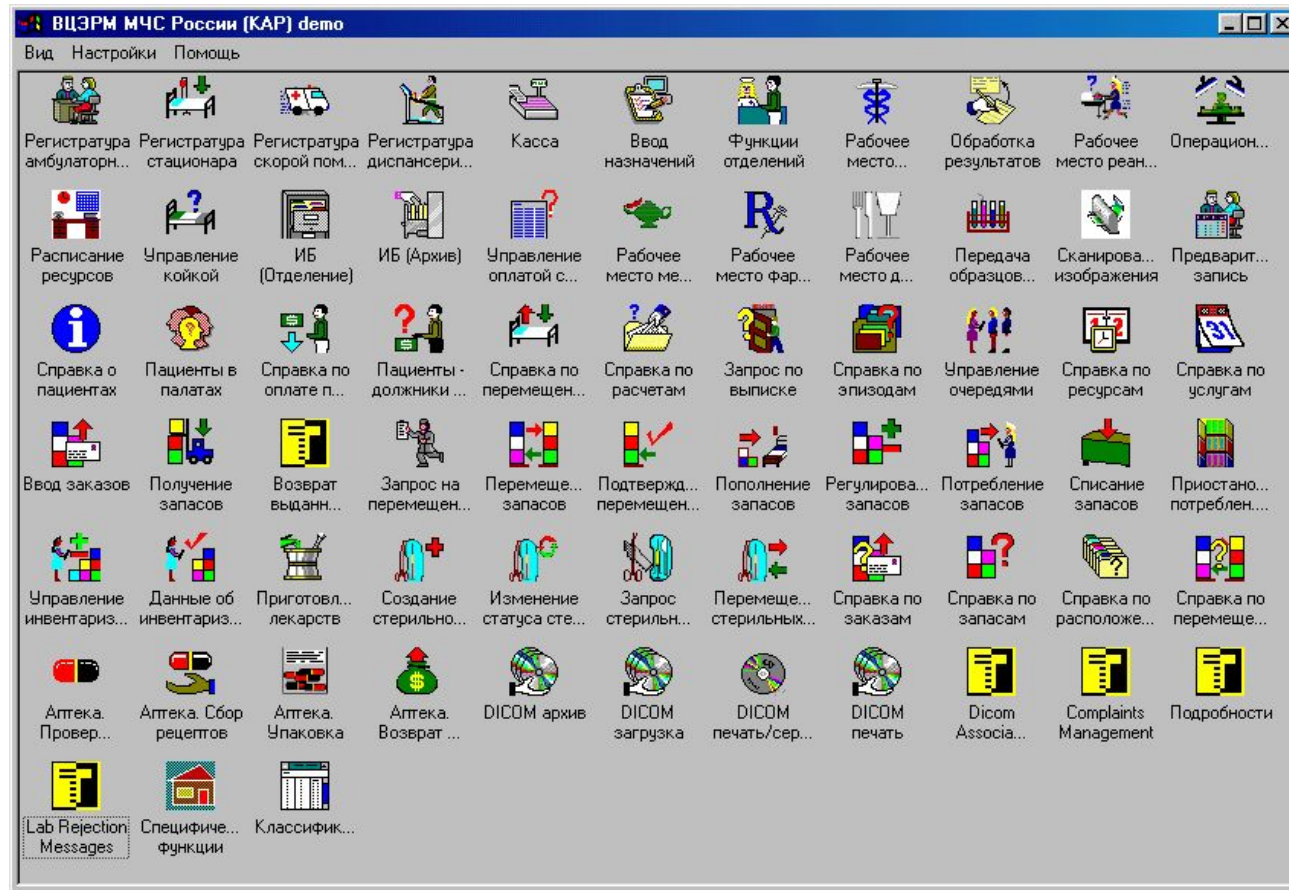 ВЦЭРМ МЧС России (КАР) demo
Вид Настройки Помощь
Регистратура Регистратура Регистратура Регистратура Касса Ввод Функции Рабочее Обработка Рабочее Операцион...
амбулаторн... стационара скорой пом... диспансери... назначений отделений место... результатов место реан...
Расписание Управление ИБ ИБ (Архив) Управление Рабочее Рабочее Рабочее Передача Сканирова... Предварит...
ресурсов койкой (Отделение) оплатой с... место ме... место фар... место д... образцов... изображения запись
Справка о Пациенты в Справка по Пациенты - Справка по Справка по Запрос по Справка по Управление Справка по Справка по
пациентах палатах оплате п... должники ... перемещен... расчетам выписке эпизодам очередями ресурсам услугам
Ввод заказов Получение Возврат Запрос на Перемеще... Подтвержд... Пополнение Регулирова... Потребление Списание Приостано...
запасов выданн... перемещен... запасов перемещен... запасов запасов запасов запасов потреблен....
Управление Данные об Приготовл... Создание Изменение Запрос Перемеще... Справка по Справка по Справка по Справка по
инвентариз... инвентариз... лекарств стерильно... статуса сте... стерильн... стерильных... заказам запасам расположе... перемеще...
Аптека. Аптека. Сбор Аптека. Аптека. DICOM архив DICOM DICOM DICOM Dicom Complaints Подробности
Провер... рецептов Упаковка Возврат ... загрузка печать/сер... печать Associa... Management
Lab Rejection Специфиче... Классифик...
Messages функции